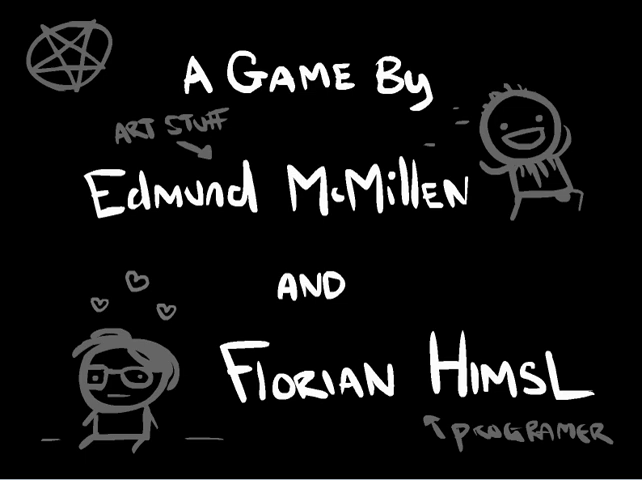 A GAME By
ART STUFF
EdmuNd McMillEN
AND
FloRiAN HimsL
pROGRAMER